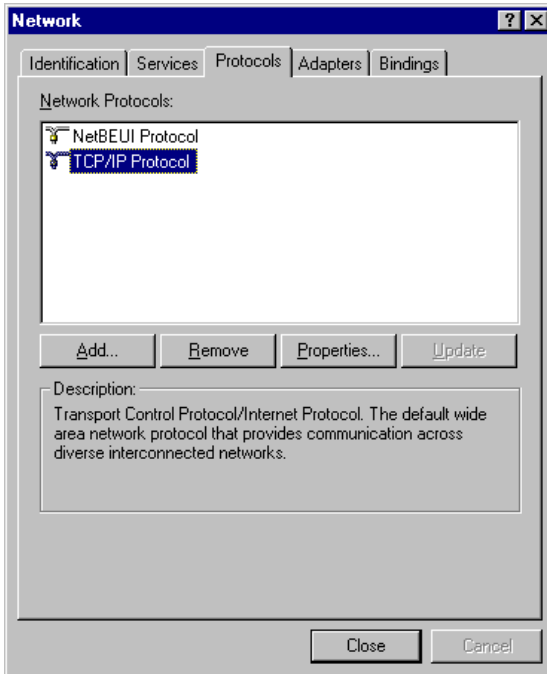 Network
Identification Services Protocols Adapters Bindings
Network Protocols:
NetBEUI Protocol
TCP/IP Protocol
Add... Remove Properties... Update
Description:
Transport Control Protocol/Internet Protocol. The default wide
area network protocol that provides communication across
diverse interconnected networks.
Close Cancel